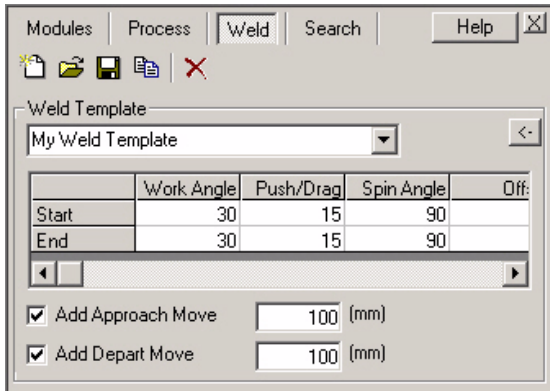 Modules Process Weld Search Help X
Weld Template
My Weld Template <-
Work Angle Push/Drag Spin Angle Off:
Start 30 15 90
End 30 15 90
Add Approach Move 100 (mm)
Add Depart Move 100 (mm)